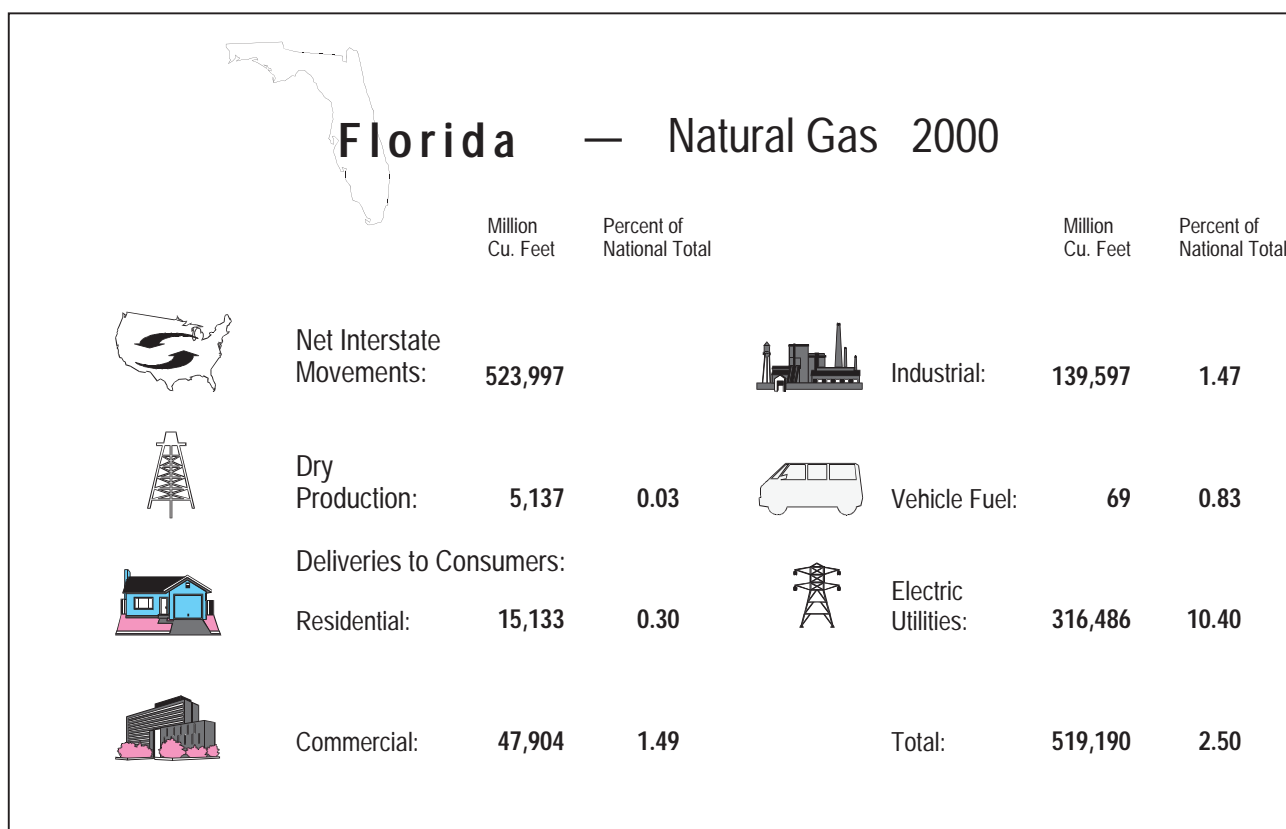 Florida — Natural Gas 2000
Million Cu. Feet
Percent of National Total
Million Cu. Feet
Percent of National Total
Net Interstate
Movements: 523,997
Dry
Production: 5,137 0.03
Deliveries to Consumers:
Residential: 15,133 0.30
Commercial: 47,904 1.49
Industrial: 139,597 1.47
Vehicle Fuel: 69 0.83
Electric
Utilities: 316,486 10.40
Total: 519,190 2.50